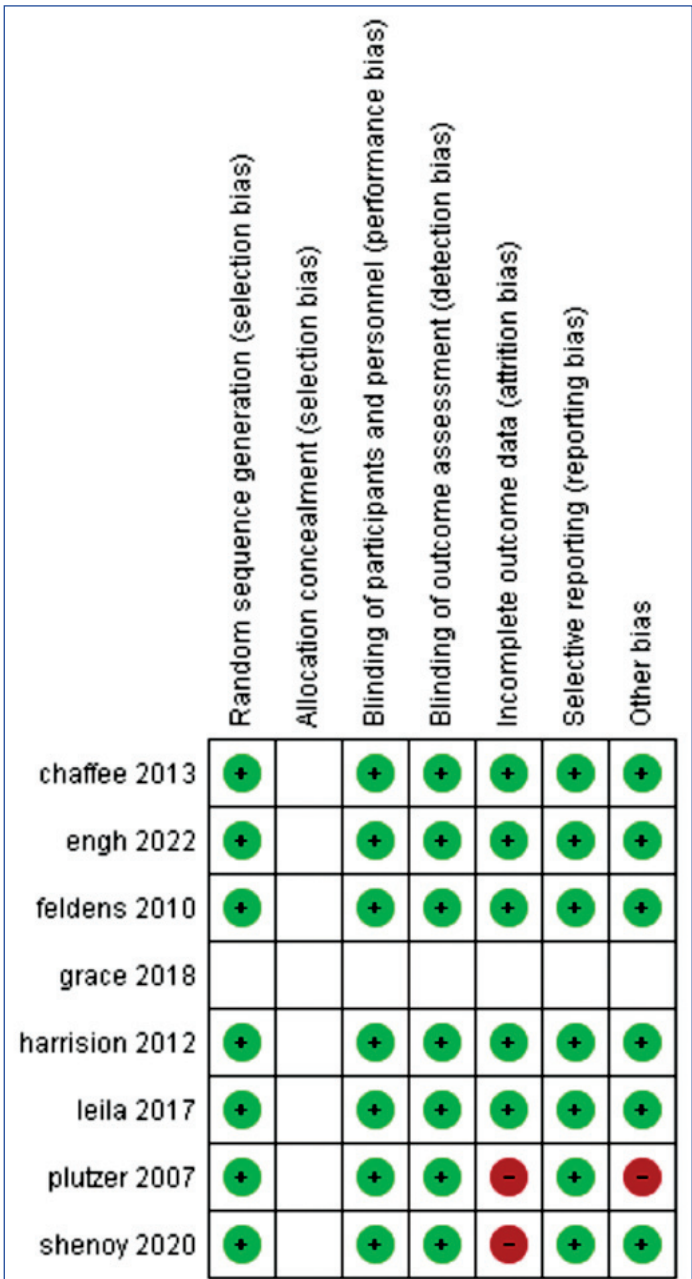 Random sequence generation (selection bias)
Allocation concealment (selection bias)
Blinding of participants and personnel (performance bias)
Blinding of outcome assessment (detection bias)
Incomplete outcome data (attrition bias)
Selective reporting (reporting bias)
Other bias
chaffee 2013 + + + + + +
engh 2022 + + + + + +
feldens 2010 + + + + + +
grace 2018
harrision 2012 + + + + + +
leila 2017 + + + + + +
plutzer 2007 + + + - + -
shenoy 2020 + + + - + +